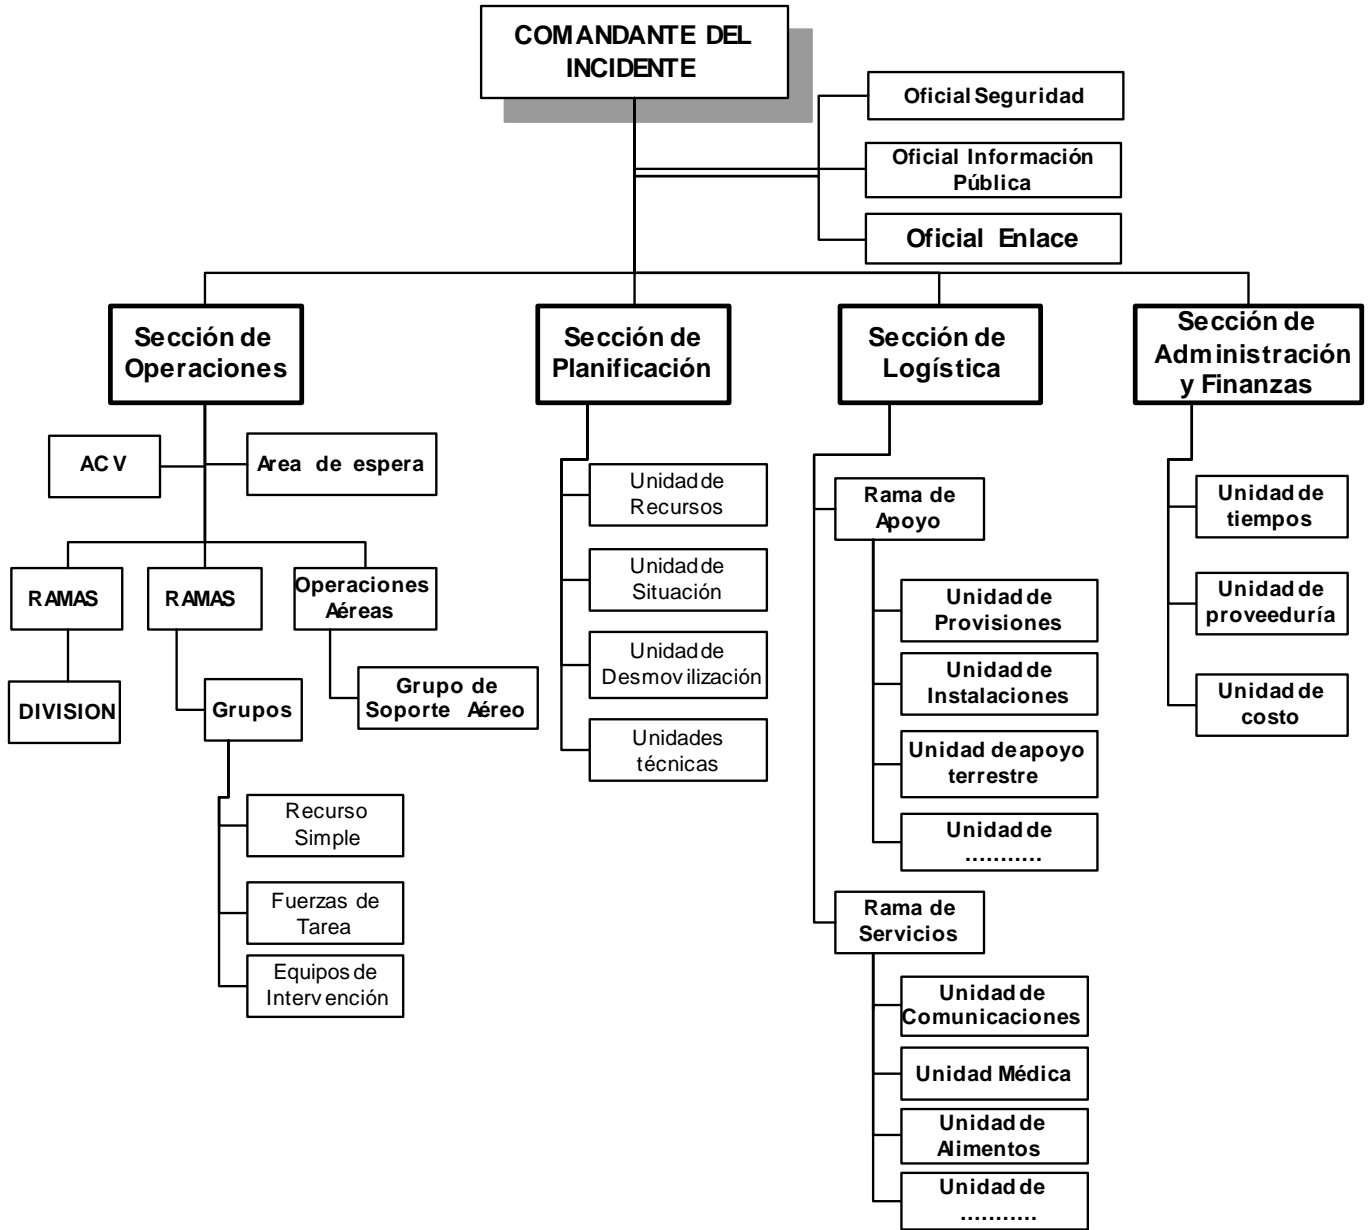 COMANDANTE DEL
INCIDENTE
Oficial Seguridad
Oficial Información
Pública
Oficial Enlace
Sección de
Operaciones
Sección de
Planificación
Sección de
Logística
Sección de
Administración
y Finanzas
ACV
Area de espera
RAMAS
RAMAS
Operaciones
Aéreas
DIVISION
Grupos
Grupo de
Soporte Aéreo
Recurso
Simple
Fuerzas de
Tarea
Equipos de
Intervención
Unidad de
Recursos
Unidad de
Situación
Unidad de
Desmovilización
Unidades
técnicas
Rama de
Apoyo
Unidad de
Provisiones
Unidad de
Instalaciones
Unidad de apoyo
terrestre
Unidad de
...........
Rama de
Servicios
Unidad de
Comunicaciones
Unidad Médica
Unidad de
Alimentos
Unidad de
...........
Unidad de
tiempos
Unidad de
proveeduría
Unidad de
costo